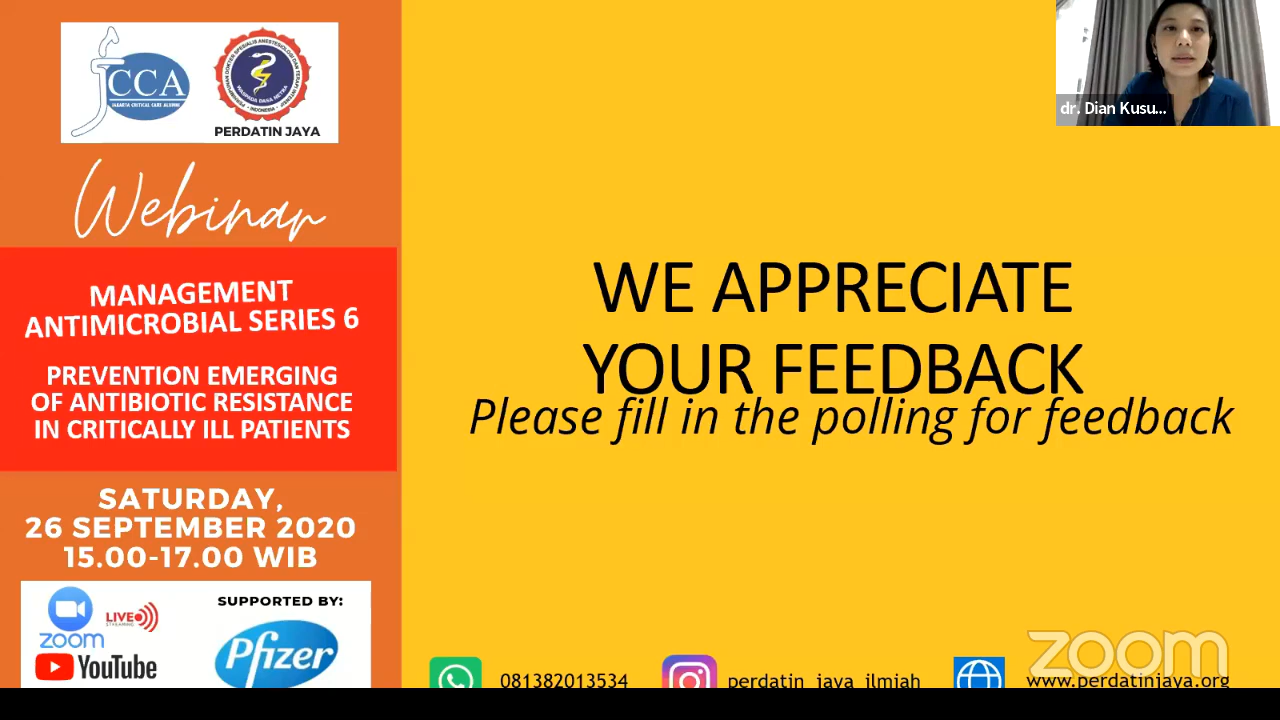 CCA
JAKARTA CRITICAL CARE ALUMNI
PERDATIN JAYA
Webinar
MANAGEMENT
ANTIMICROBIAL SERIES 6
PREVENTION EMERGING
OF ANTIBIOTIC RESISTANCE
IN CRITICALLY ILL PATIENTS
SATURDAY,
26 SEPTEMBER 2020
15.00-17.00 WIB
zoom
LIVE
STREAMING
YouTube
SUPPORTED BY:
Pfizer
dr. Dian Kusu...
WE APPRECIATE
YOUR FEEDBACK
Please fill in the polling for feedback
081382013534
perdatin_jaya_ilmiah
www.perdatinjaya.org
zoom